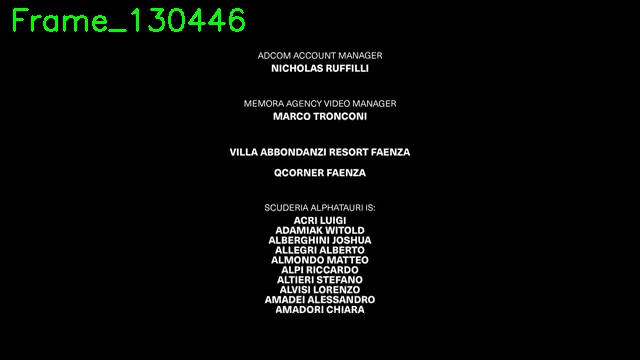 Frame_130446
ADCOM ACCOUNT MANAGER
NICHOLAS RUFFILLI
MEMORA AGENCY VIDEO MANAGER
MARCO TRONCONI
VILLA ABBONDANZI RESORT FAENZA
QCORNER FAENZA
SCUDERIA ALPHATAURI IS:
ACRI LUIGI
ADAMIAK WITOLD
ALBERGHINI JOSHUA
ALLEGRI ALBERTO
ALMONDO MATTEO
ALPI RICCARDO
ALTIERI STEFANO
ALVISI LORENZO
AMADEI ALESSANDRO
AMADORI CHIARA